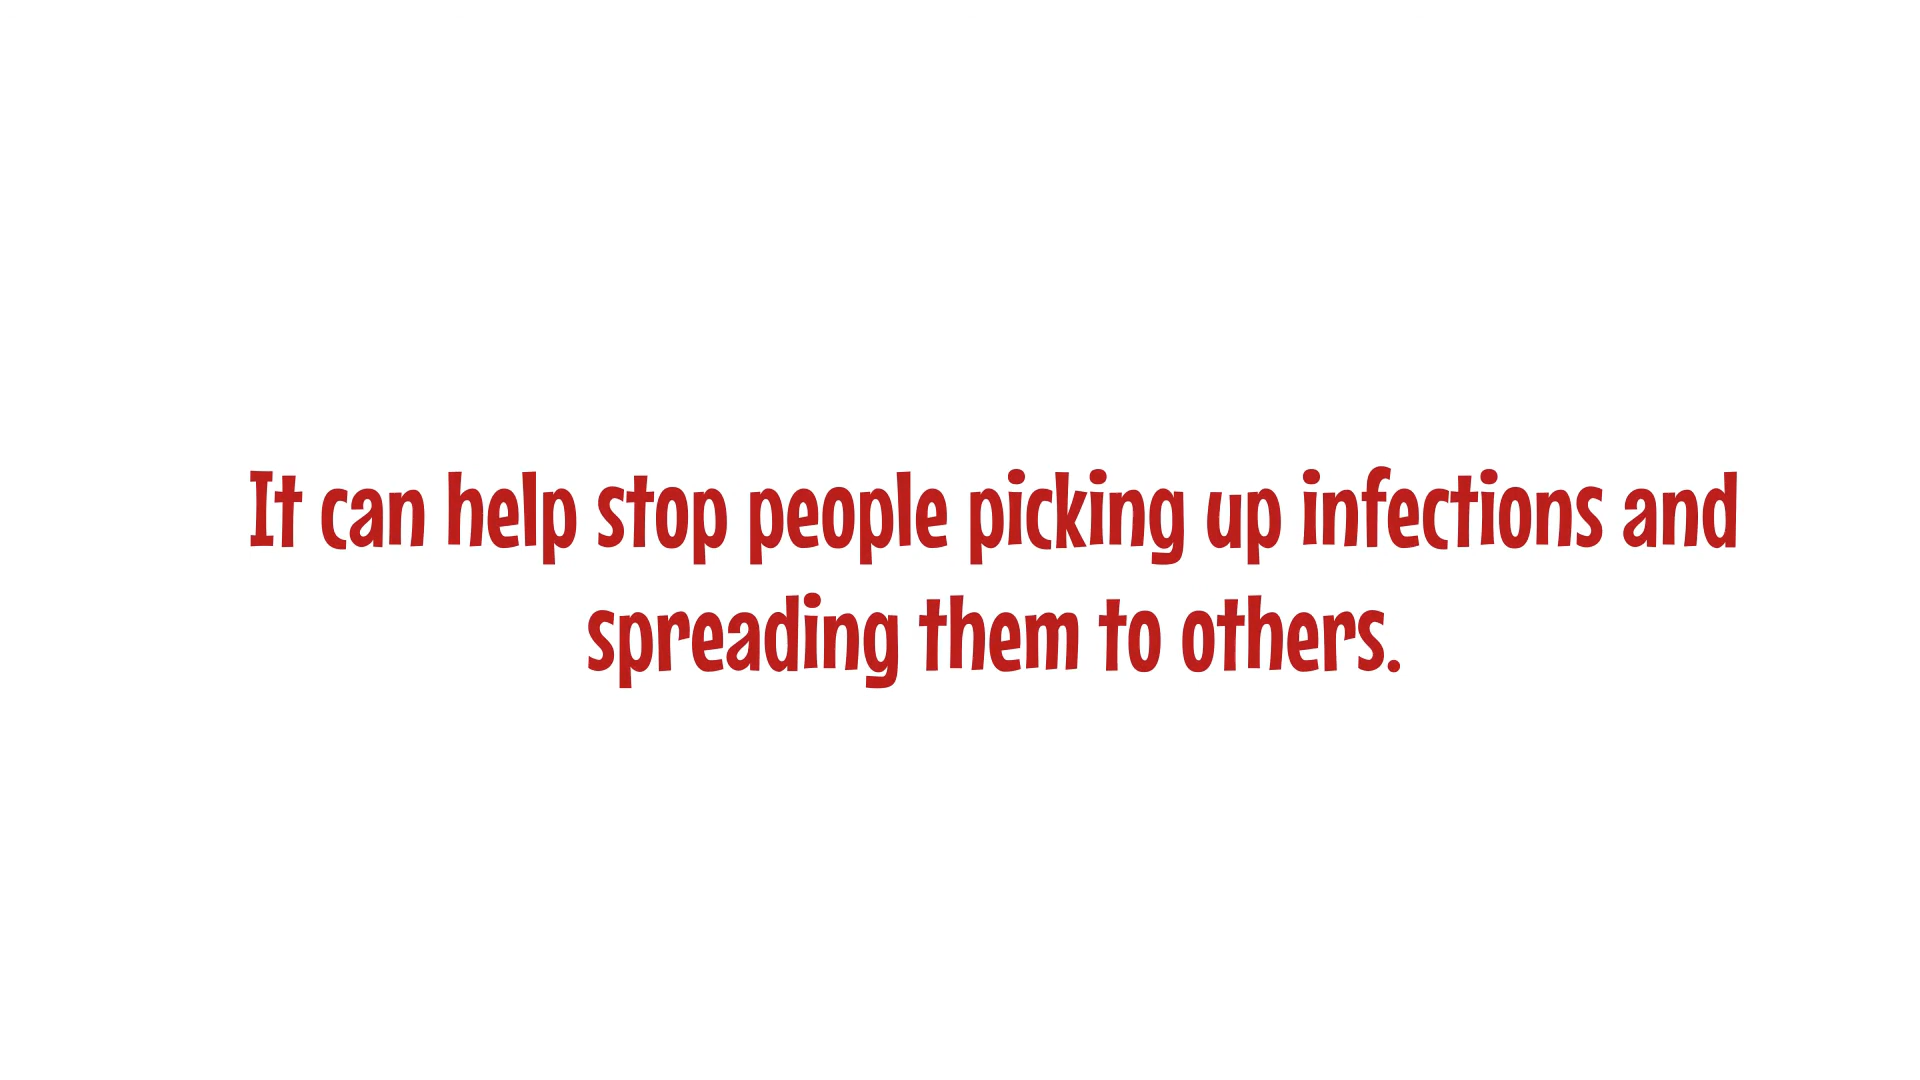 It can help stop people picking up infections and
spreading them to others.